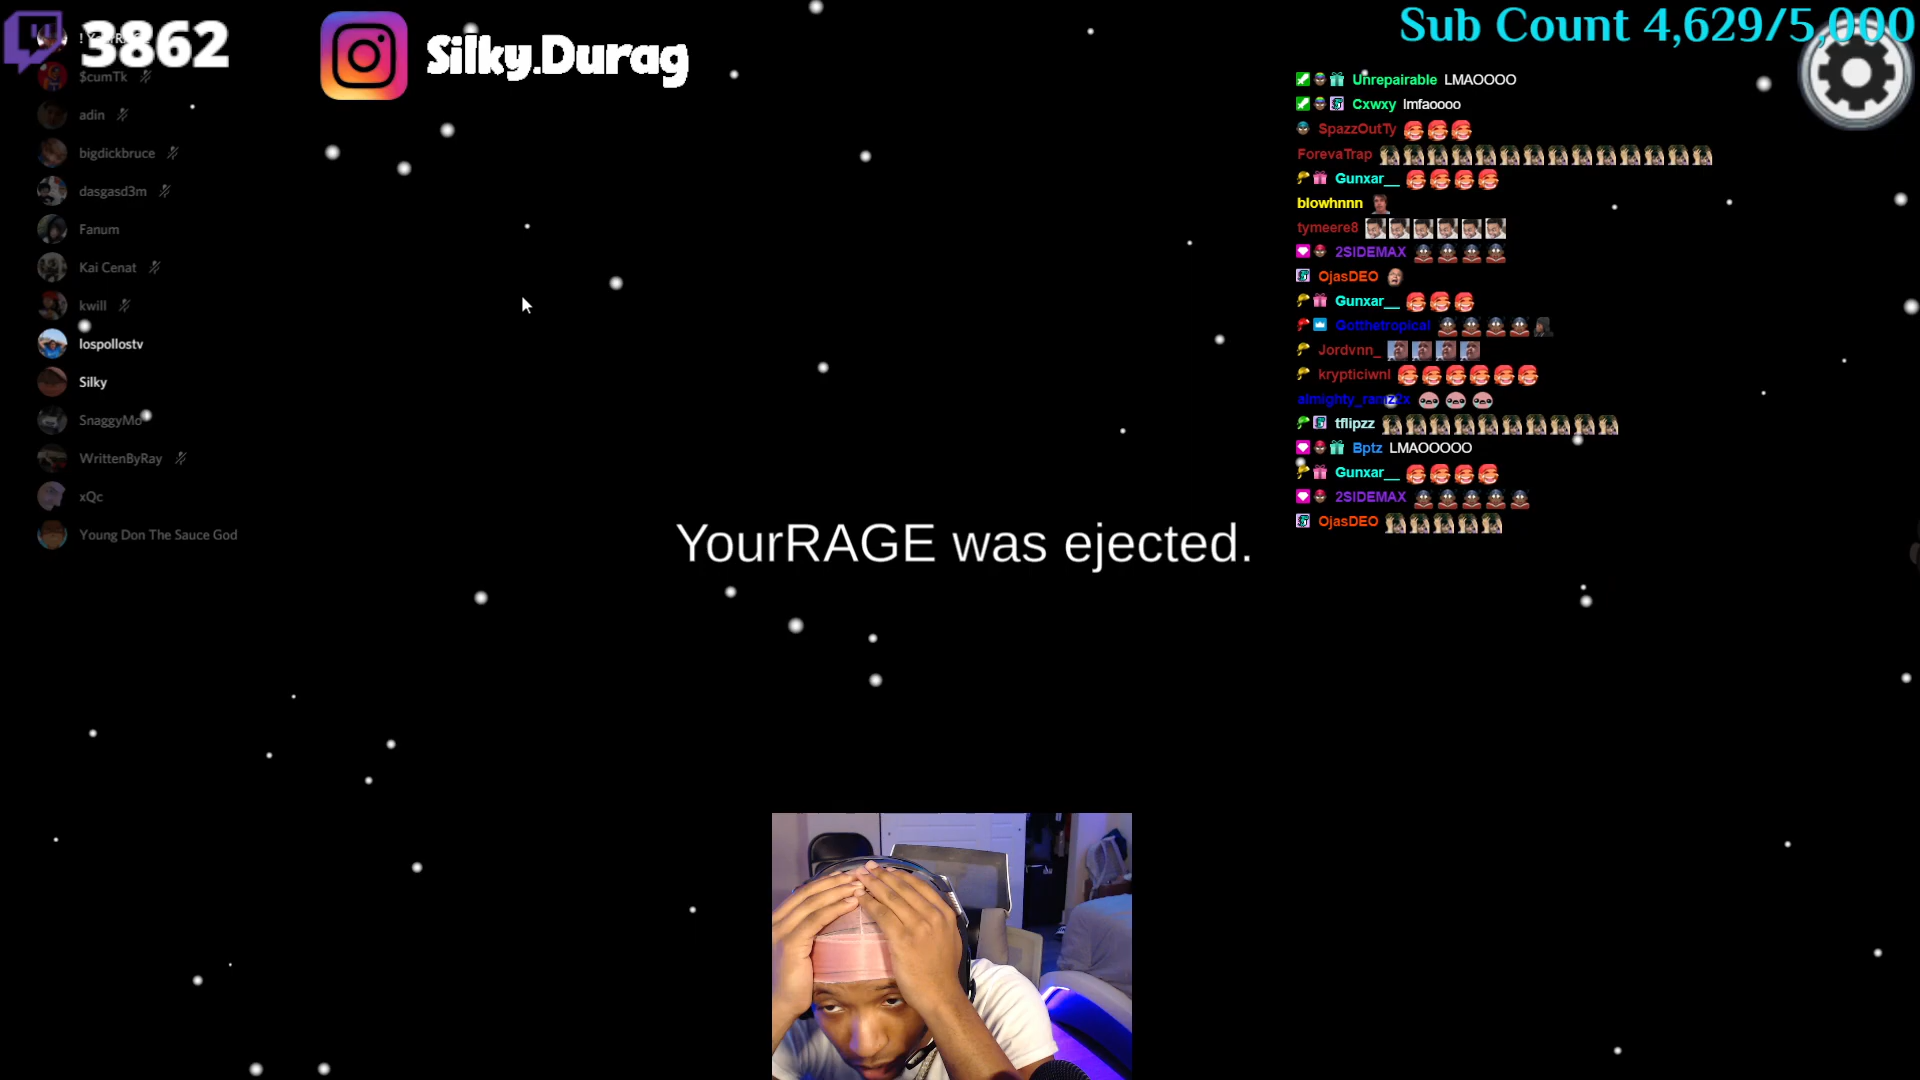 3862
Silky.Durag
Sub Count 4,629/5,000
$cumTk
adin
bigdickbruce
dasgasd3m
Fanum
Kai Cenat
kwill
lospollostv
Silky
SnaggyMo
WrittenByRay
xQc
Young Don The Sauce God
Unrepairable LMAOOOO
Cxwxy lmfaoooo
SpazzOutTy
ForevaTrap
Gunxar__
blowhnnn
tymeere8
2SIDEMAX
OjasDEO
Gunxar__
Gotthetropical
Jordvnn_
krypticiwnl
almighty_ramz2x
tflipzz
Bptz LMAOOOOO
Gunxar__
2SIDEMAX
OjasDEO
YourRAGE was ejected.